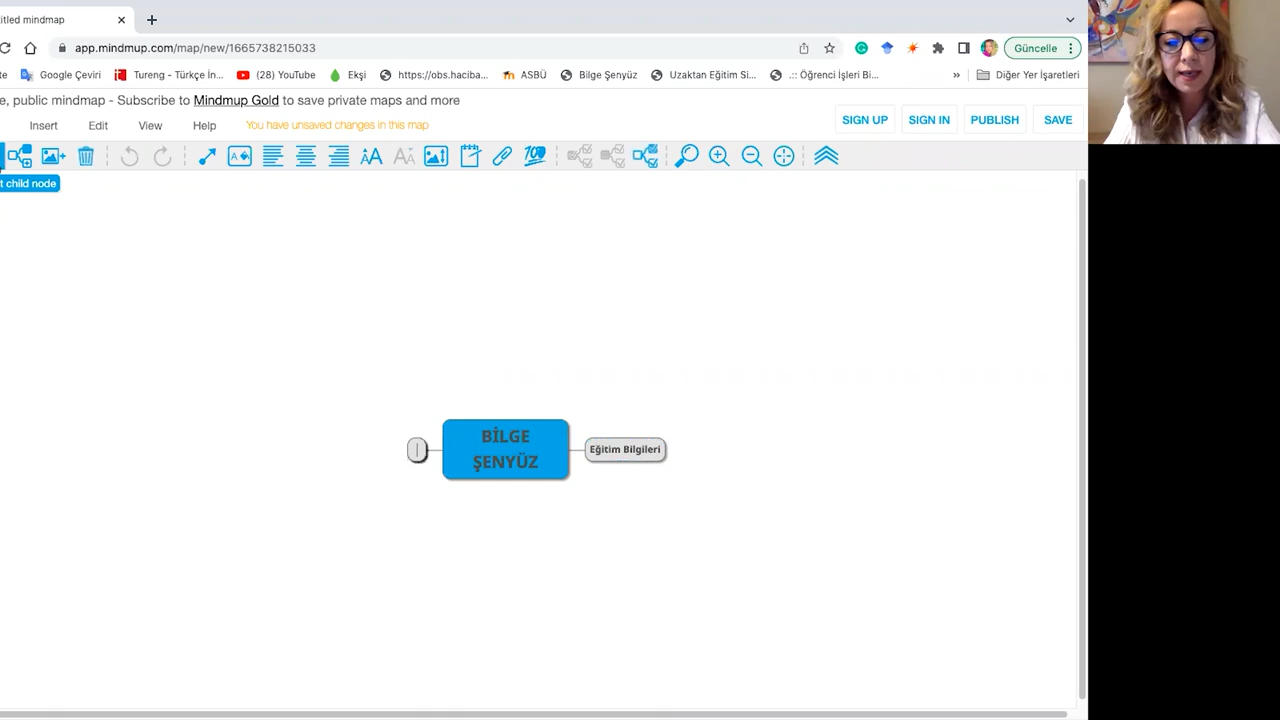 titled mindmap
app.mindmup.com/map/new/1665738215033
Güncelle
te
Google Çeviri
Tureng - Türkçe İn...
(28) YouTube
Ekşi
https://obs.haciba...
ASBÜ
Bilge Şenyüz
Uzaktan Eğitim Si...
.:: Öğrenci İşleri Bi...
»
Diğer Yer İşaretleri
e, public mindmap - Subscribe to Mindmup Gold to save private maps and more
Insert
Edit
View
Help
You have unsaved changes in this map
SIGN UP
SIGN IN
PUBLISH
SAVE
t child node
BİLGE
ŞENYÜZ
Eğitim Bilgileri